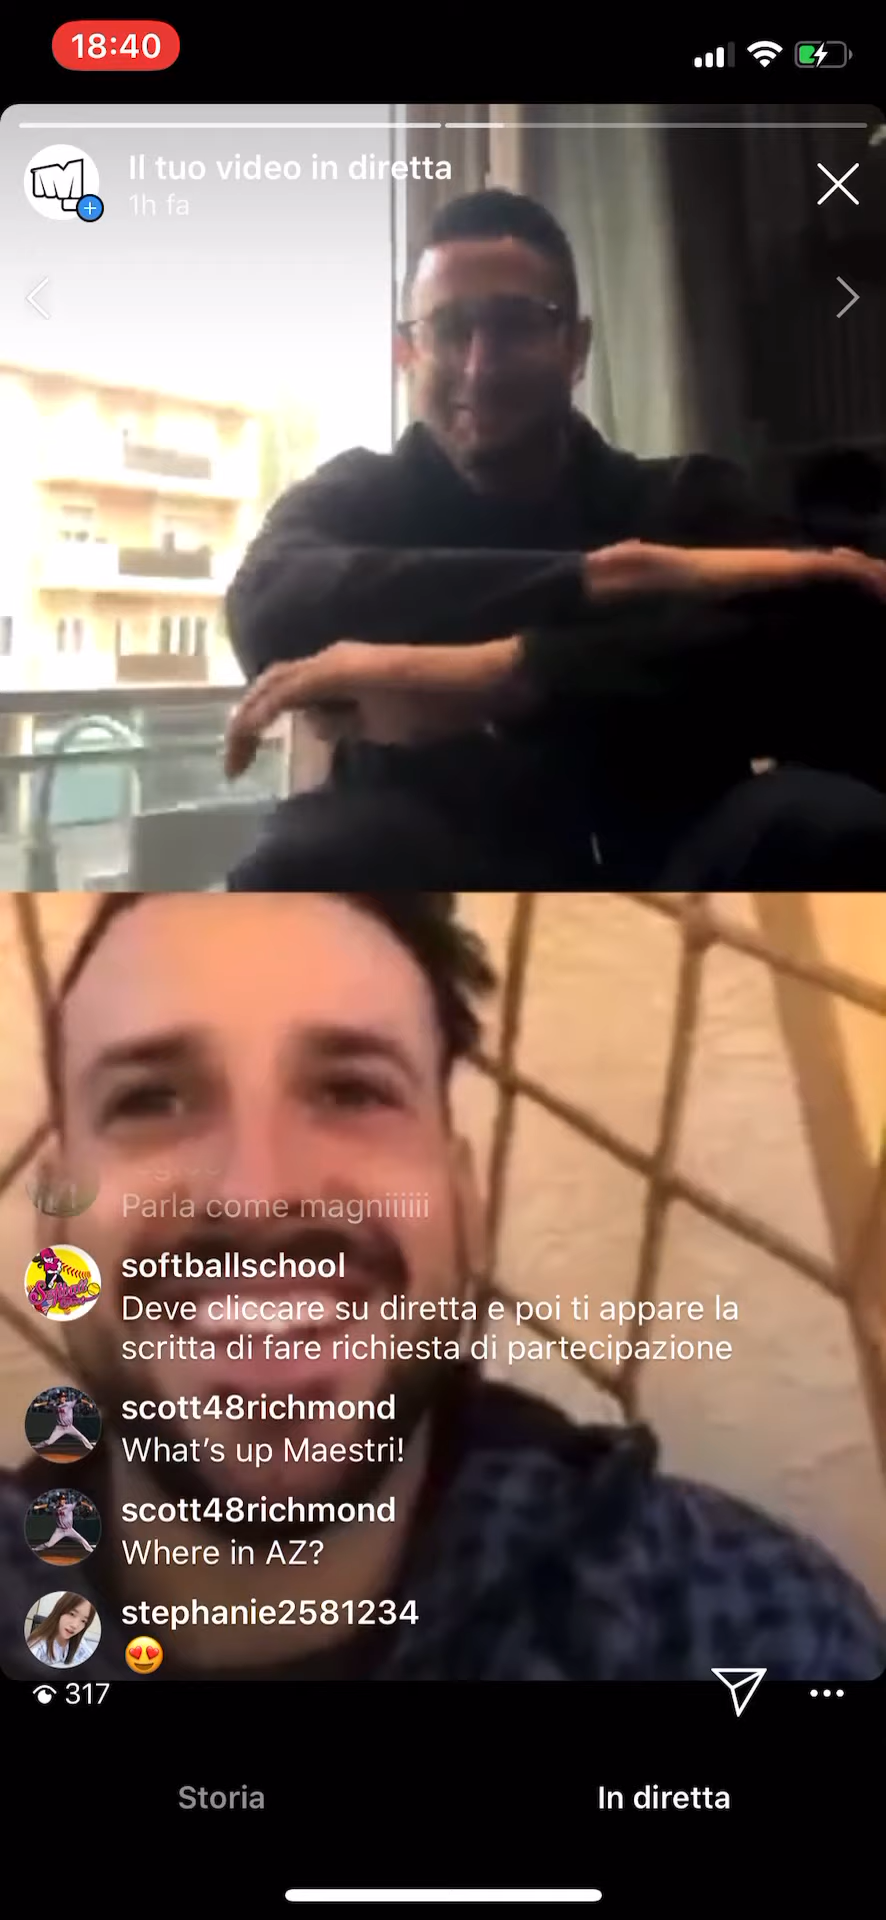 18:40
Il tuo video in diretta
1h fa
Parla come magniiiiii
softballschool
Deve cliccare su diretta e poi ti appare la
scritta di fare richiesta di partecipazione
scott48richmond
What's up Maestri!
scott48richmond
Where in AZ?
stephanie2581234
😍
317
Storia
In diretta